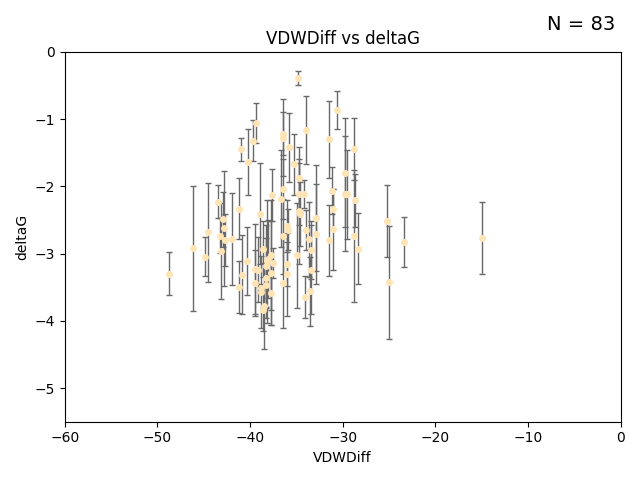 N = 83
VDWDiff vs deltaG
0
−1
−2
−3
−4
−5
deltaG
−60 −50 −40 −30 −20 −10 0
VDWDiff